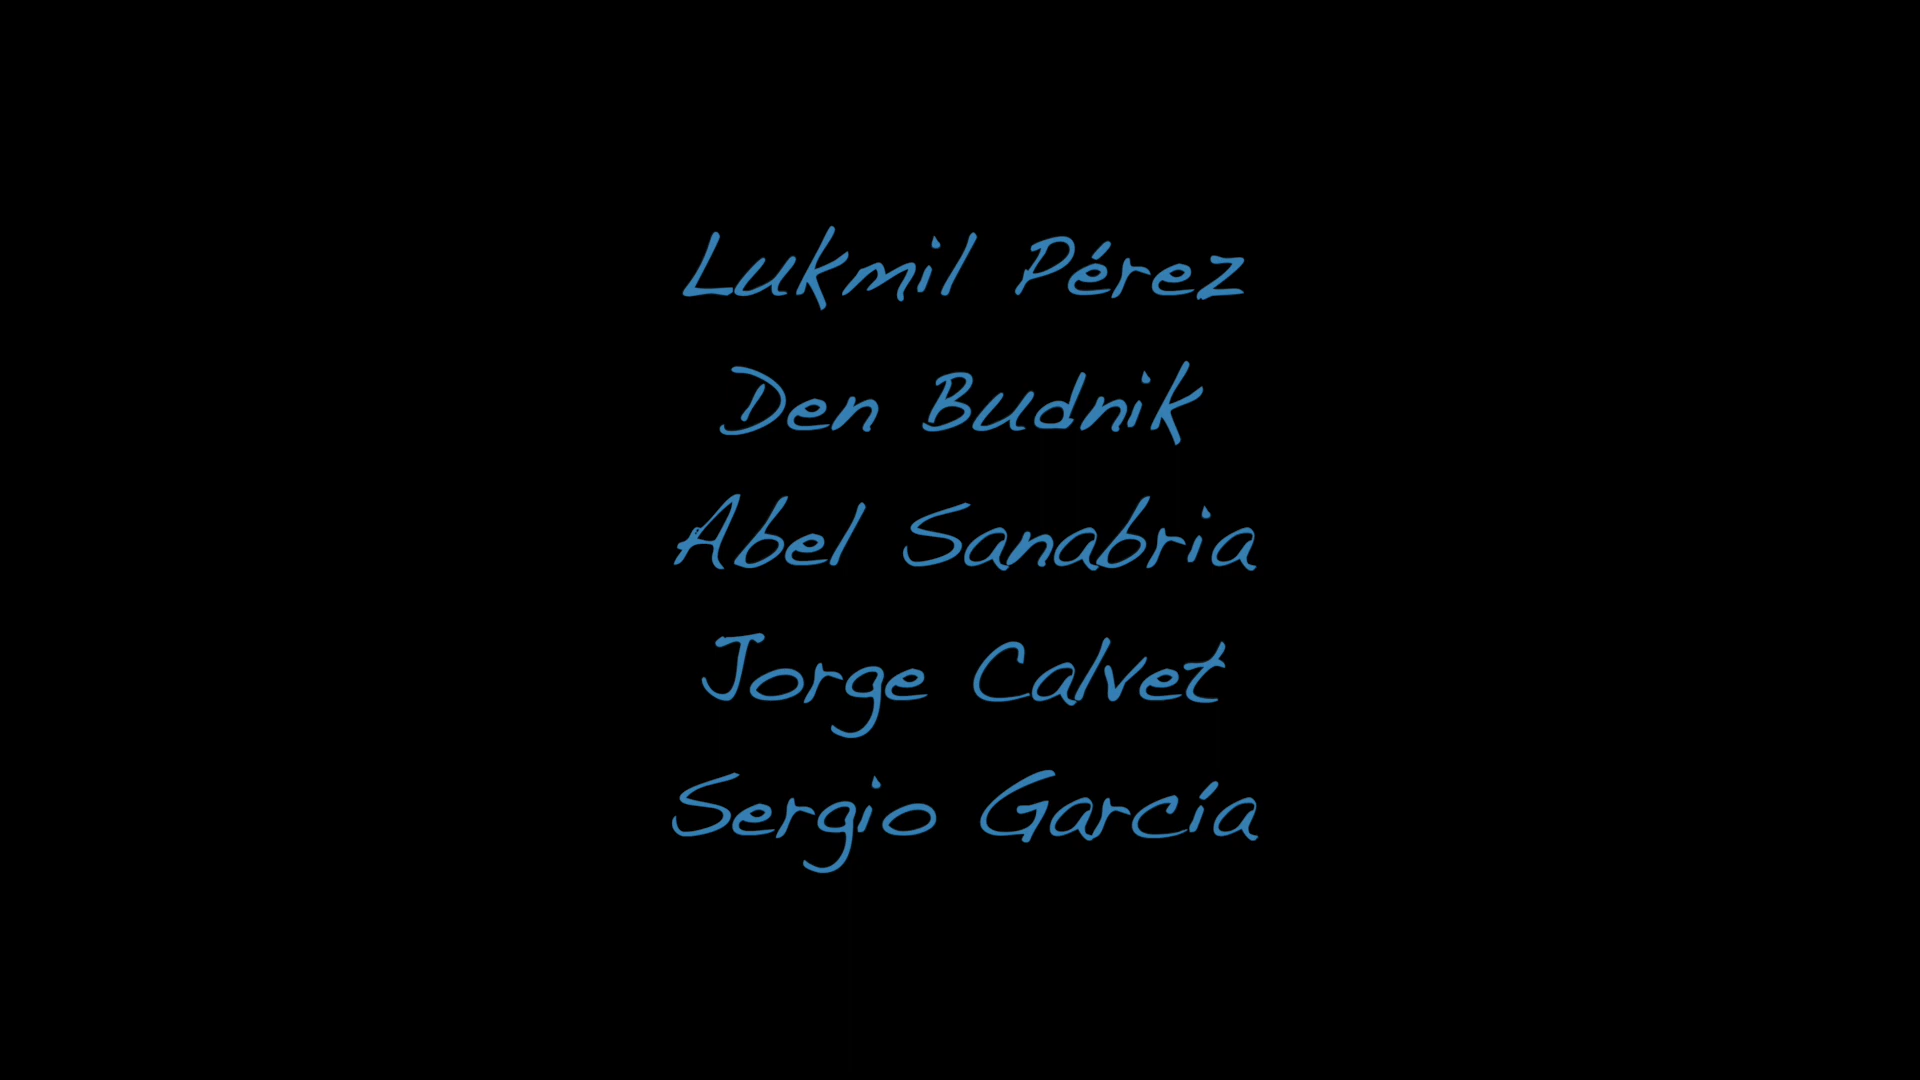 Lukmil Pérez
Den Budnik
Abel Sanabria
Jorge Calvet
Sergio García